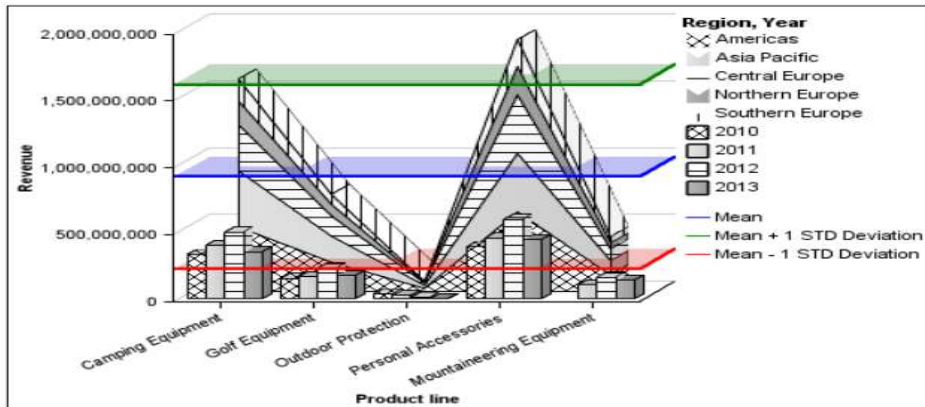 2,000,000,000
1,500,000,000
1,000,000,000
500,000,000
0
Revenue
Camping Equipment
Golf Equipment
Outdoor Protection
Personal Accessories
Mountaineering Equipment
Product line
Region, Year
Americas
Asia Pacific
Central Europe
Northern Europe
Southern Europe
2010
2011
2012
2013
Mean
Mean + 1 STD Deviation
Mean - 1 STD Deviation